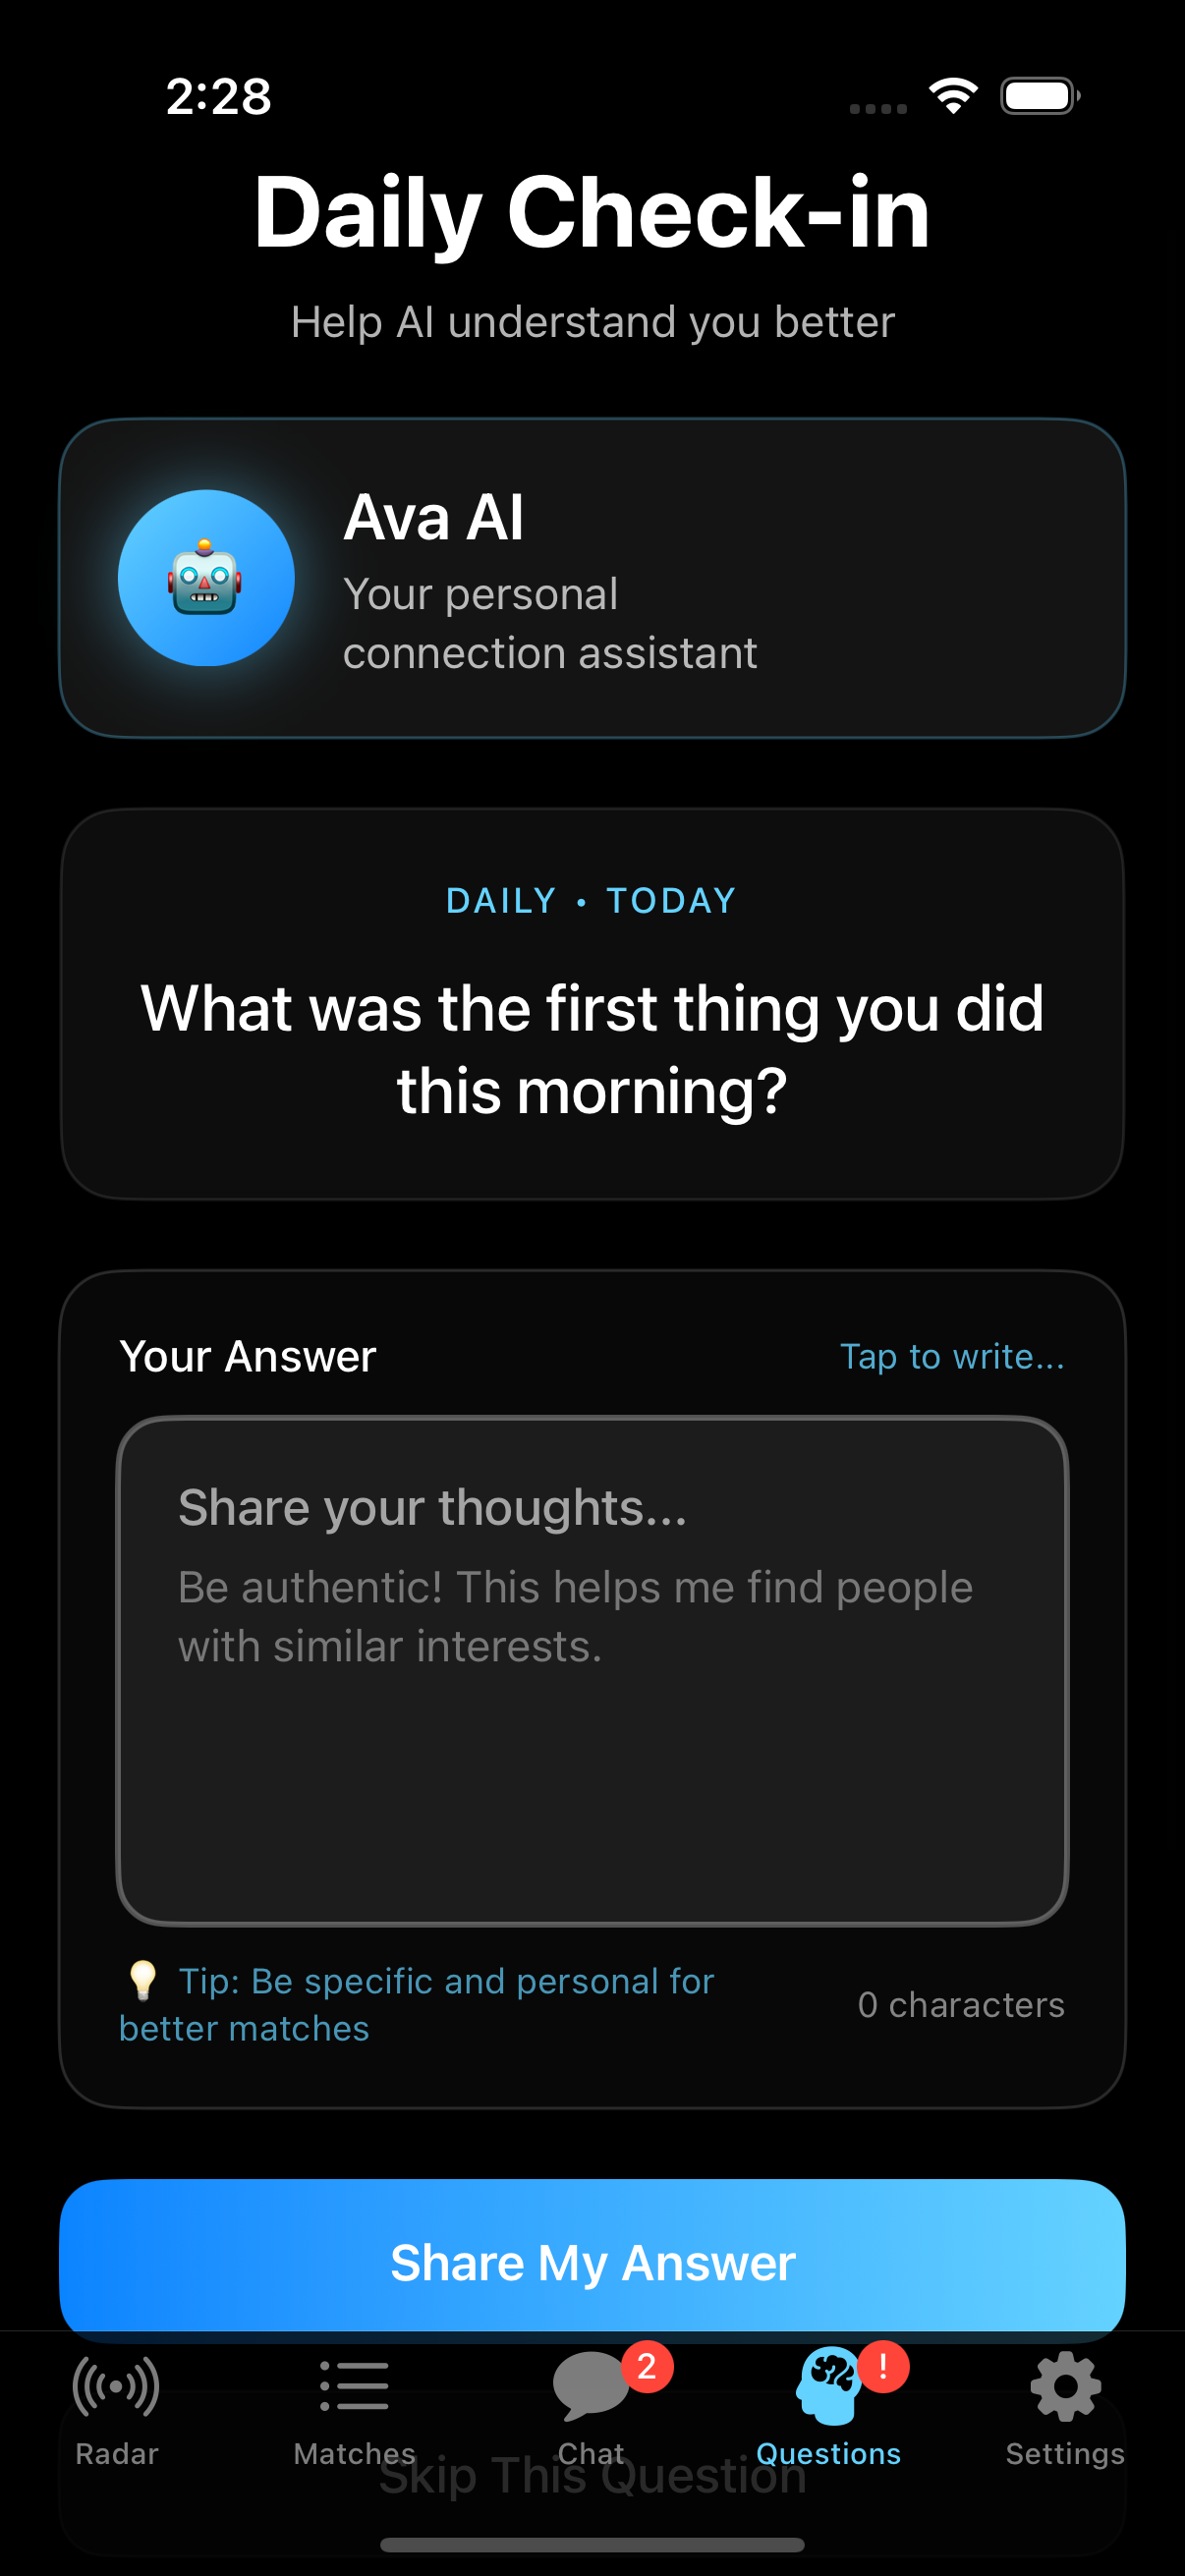 2:28
Daily Check-in
Help AI understand you better
Ava AI
Your personal
connection assistant
DAILY • TODAY
What was the first thing you did
this morning?
Your Answer
Tap to write...
Share your thoughts...
Be authentic! This helps me find people
with similar interests.
💡 Tip: Be specific and personal for
better matches
0 characters
Share My Answer
2
!
Radar
Matches
Chat
Questions
Settings
Skip This Question